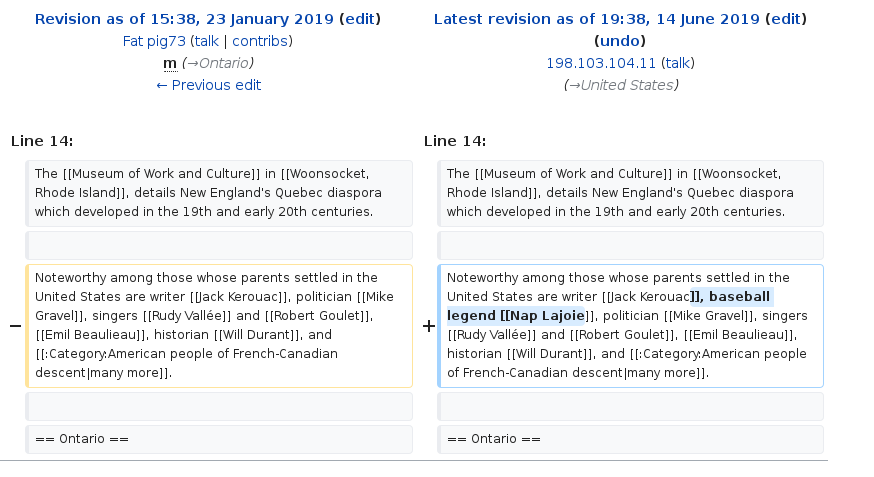 Revision as of 15:38, 23 January 2019 (edit)
Fat pig73 (talk | contribs)
m (→Ontario)
← Previous edit
Latest revision as of 19:38, 14 June 2019 (edit)
(undo)
198.103.104.11 (talk)
(→United States)
Line 14:
Line 14:
The [[Museum of Work and Culture]] in [[Woonsocket,
Rhode Island]], details New England's Quebec diaspora
which developed in the 19th and early 20th centuries.
The [[Museum of Work and Culture]] in [[Woonsocket,
Rhode Island]], details New England's Quebec diaspora
which developed in the 19th and early 20th centuries.
−
Noteworthy among those whose parents settled in the
United States are writer [[Jack Kerouac]], politician [[Mike
Gravel]], singers [[Rudy Vallée]] and [[Robert Goulet]],
[[Emil Beaulieau]], historian [[Will Durant]], and
[[:Category:American people of French-Canadian
descent|many more]].
+
Noteworthy among those whose parents settled in the
United States are writer [[Jack Kerouac]], baseball
legend [[Nap Lajoie]], politician [[Mike Gravel]], singers
[[Rudy Vallée]] and [[Robert Goulet]], [[Emil Beaulieau]],
historian [[Will Durant]], and [[:Category:American people
of French-Canadian descent|many more]].
== Ontario ==
== Ontario ==